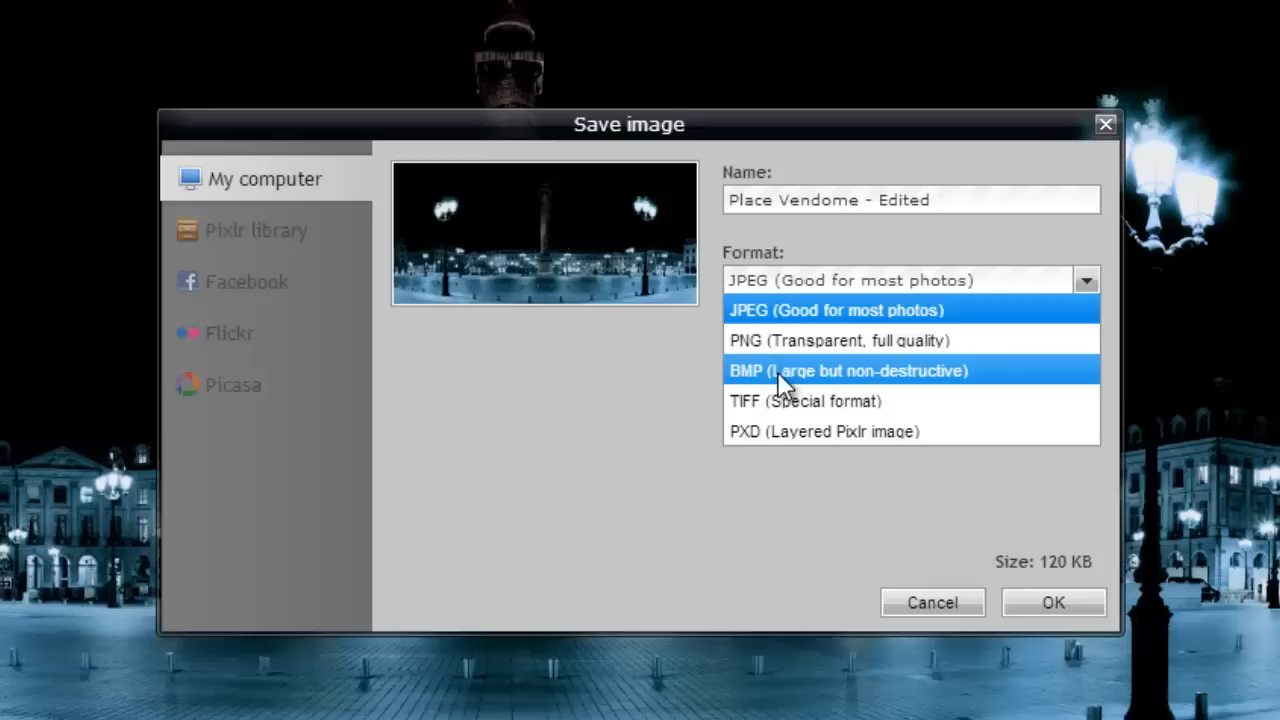 Save image
My computer
Pixlr library
Facebook
Flickr
Picasa
Name:
Place Vendome - Edited
Format:
JPEG (Good for most photos)
JPEG (Good for most photos)
PNG (Transparent, full quality)
BMP (Large but non-destructive)
TIFF (Special format)
PXD (Layered Pixlr image)
Size: 120 KB
Cancel
OK